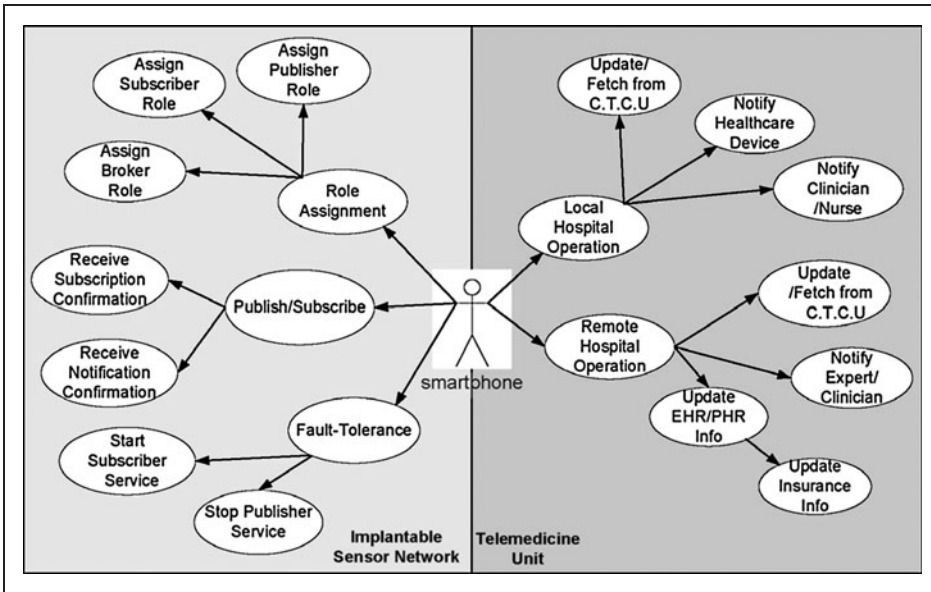 Assign
Subscriber
Role
Assign
Publisher
Role
Assign
Broker
Role
Role
Assignment
Receive
Subscription
Confirmation
Publish/Subscribe
Receive
Notification
Confirmation
Fault-Tolerance
Start
Subscriber
Service
Stop Publisher
Service
Implantable
Sensor Network
smartphone
Update/
Fetch from
C.T.C.U
Notify
Healthcare
Device
Notify
Clinician
/Nurse
Local
Hospital
Operation
Update
/Fetch from
C.T.C.U
Remote
Hospital
Operation
Notify
Expert/
Clinician
Update
EHR/PHR
Info
Update
Insurance
Info
Telemedicine
Unit